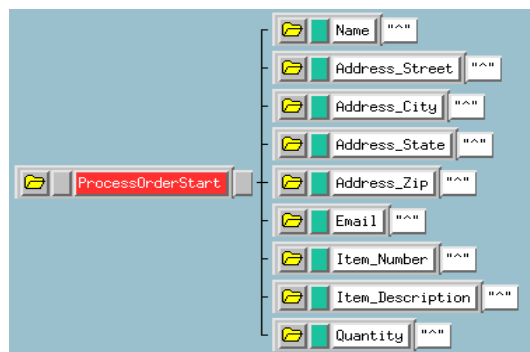 Name "^"
Address_Street "^"
Address_City "^"
Address_State "^"
ProcessOrderStart Address_Zip "^"
Email "^"
Item_Number "^"
Item_Description "^"
Quantity "^"